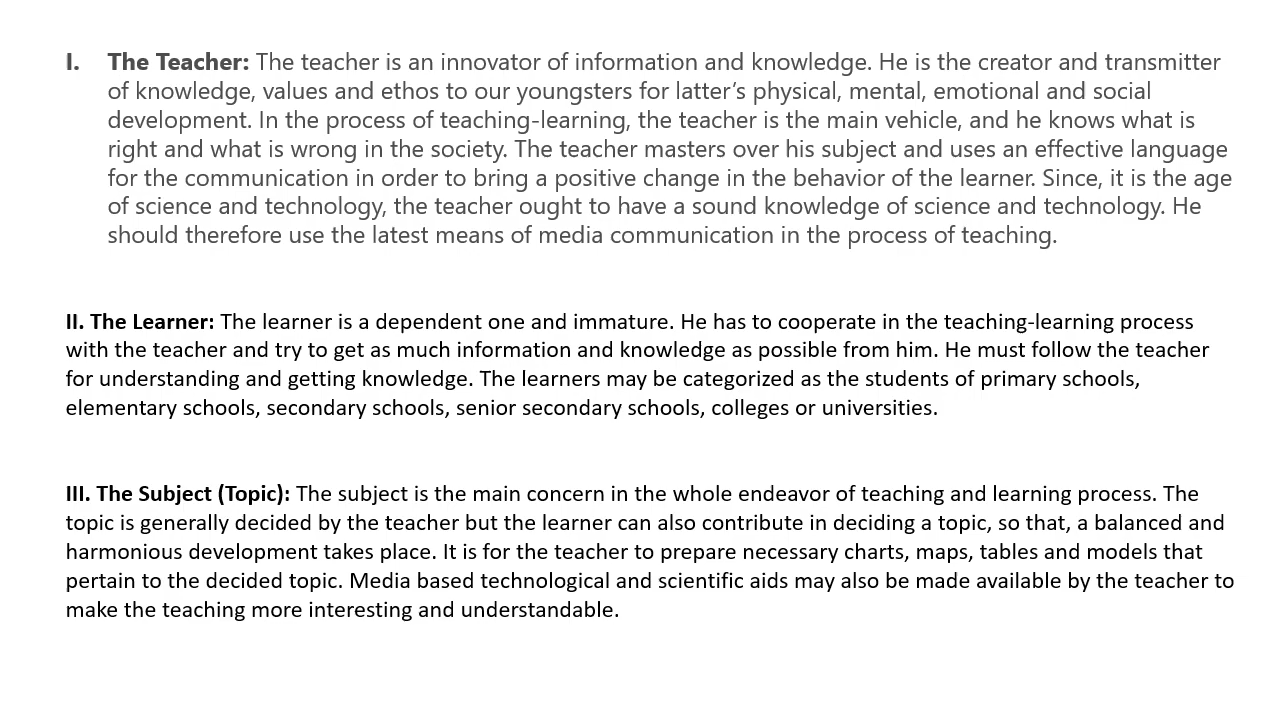 I. The Teacher: The teacher is an innovator of information and knowledge. He is the creator and transmitter
of knowledge, values and ethos to our youngsters for latter’s physical, mental, emotional and social
development. In the process of teaching-learning, the teacher is the main vehicle, and he knows what is
right and what is wrong in the society. The teacher masters over his subject and uses an effective language
for the communication in order to bring a positive change in the behavior of the learner. Since, it is the age
of science and technology, the teacher ought to have a sound knowledge of science and technology. He
should therefore use the latest means of media communication in the process of teaching.
II. The Learner: The learner is a dependent one and immature. He has to cooperate in the teaching-learning process
with the teacher and try to get as much information and knowledge as possible from him. He must follow the teacher
for understanding and getting knowledge. The learners may be categorized as the students of primary schools,
elementary schools, secondary schools, senior secondary schools, colleges or universities.
III. The Subject (Topic): The subject is the main concern in the whole endeavor of teaching and learning process. The
topic is generally decided by the teacher but the learner can also contribute in deciding a topic, so that, a balanced and
harmonious development takes place. It is for the teacher to prepare necessary charts, maps, tables and models that
pertain to the decided topic. Media based technological and scientific aids may also be made available by the teacher to
make the teaching more interesting and understandable.